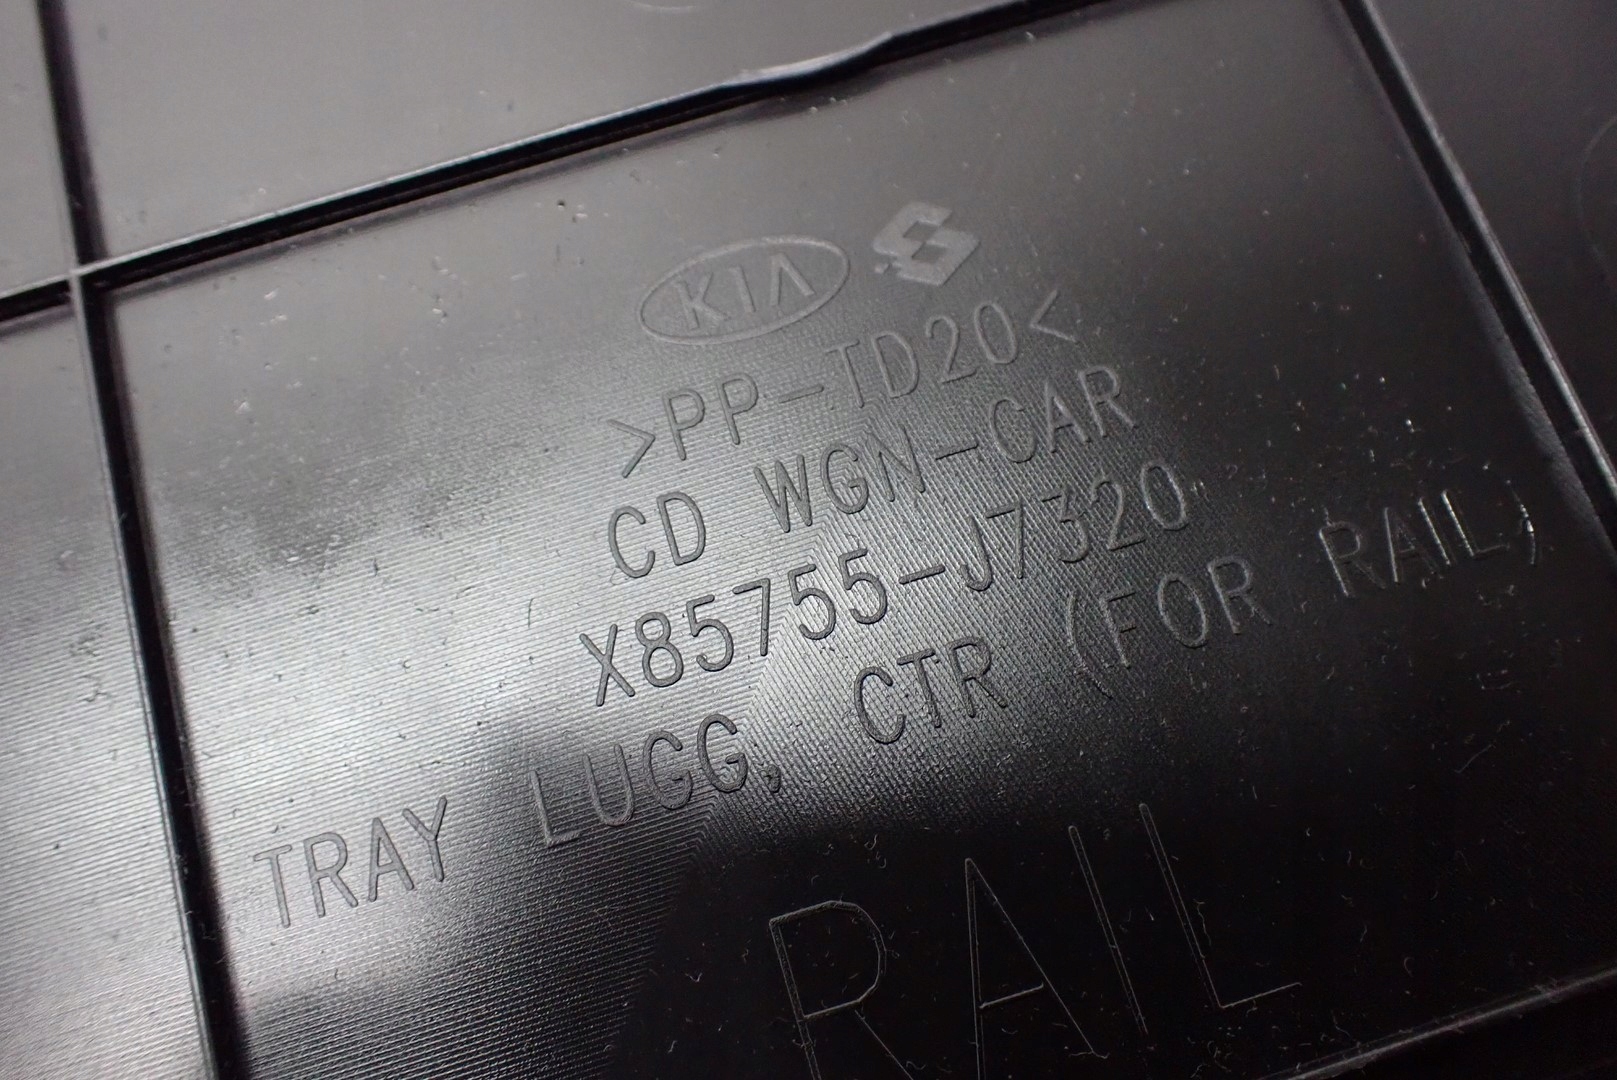 KIA
>PP-TD20<
CD WGN-CAR
X85755-J7320
TRAY LUGG, CTR (FOR RAIL)
RAIL